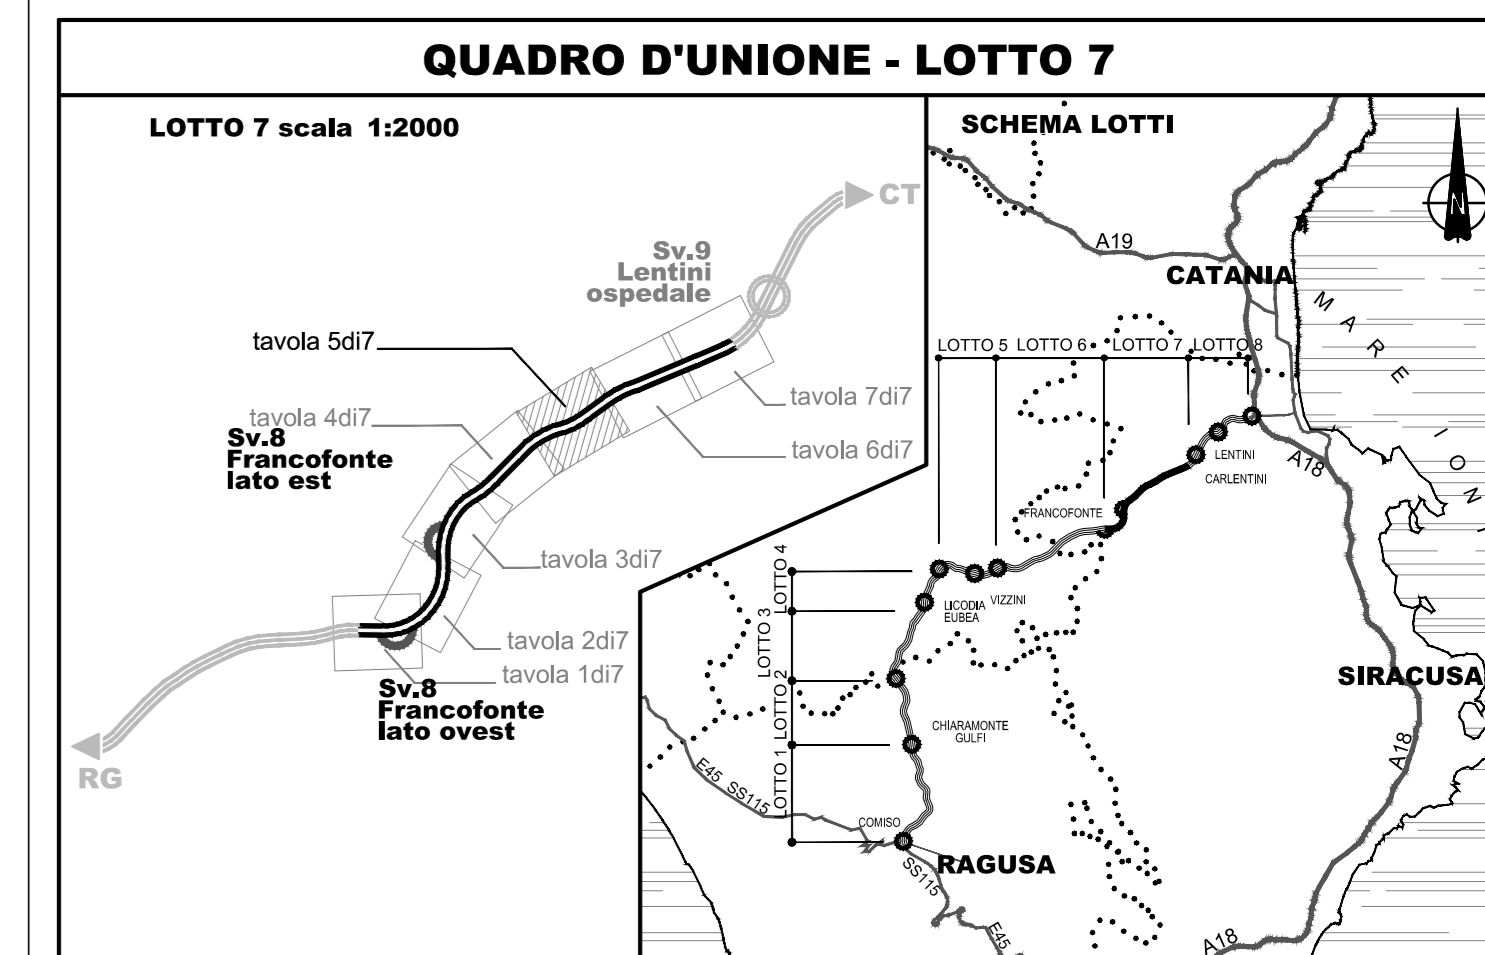 QUADRO D'UNIONE - LOTTO 7
LOTTO 7 scala 1:2000
CT
Sv.9
Lentini
ospedale
tavola 5di7
tavola 4di7
Sv.8
Francofonte
lato est
tavola 7di7
tavola 6di7
tavola 3di7
tavola 2di7
tavola 1di7
Sv.8
Francofonte
lato ovest
RG
SCHEMA LOTTI
N
A19
CATANIA
MARE IONI
LOTTO 5
LOTTO 6
LOTTO 7
LOTTO 8
LENTINI
CARLENTINI
A18
FRANCOFONTE
LOTTO 4
LOTTO 3
LOTTO 2
LOTTO 1
LICODIA
EUBEA
VIZZINI
SIRACUSA
CHIARAMONTE
GULFI
A18
E45 SS115
COMISO
RAGUSA
SS115
E45
A18